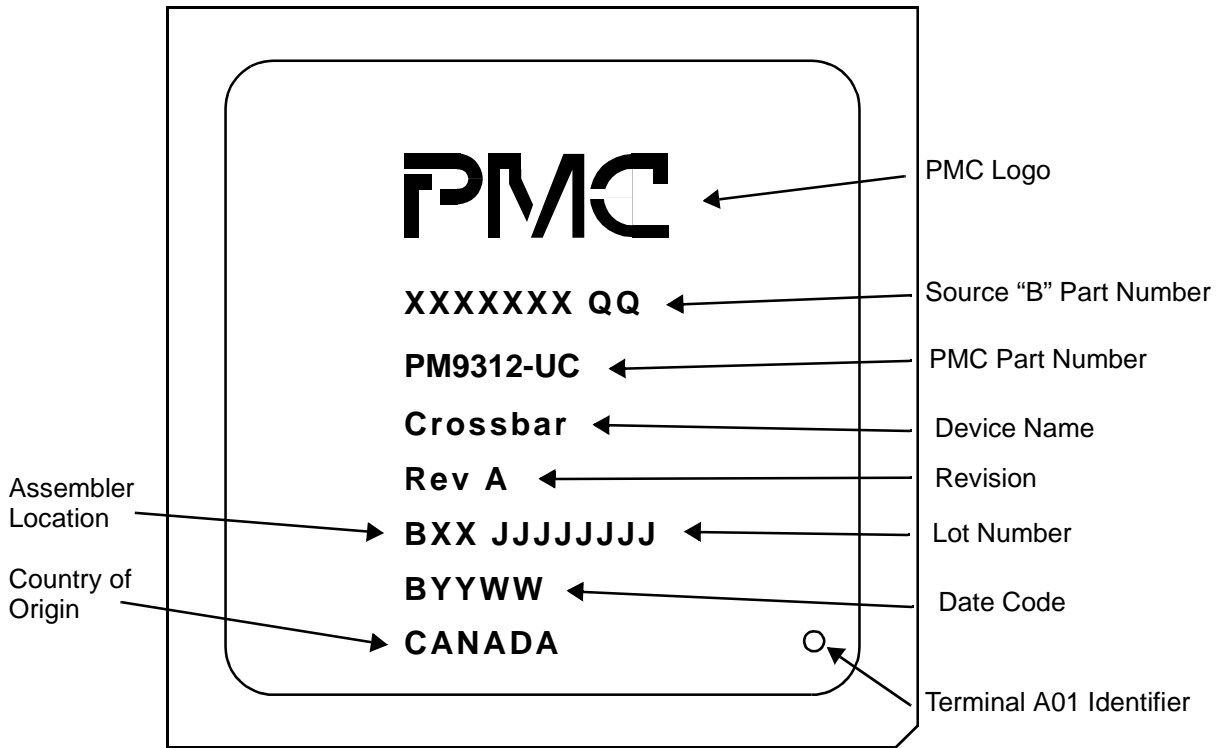 PMC
PMC Logo
XXXXXXX QQ
Source “B” Part Number
PM9312-UC
PMC Part Number
Crossbar
Device Name
Rev A
Revision
Assembler
Location
BXX JJJJJJJJ
Lot Number
Country of
Origin
BYYWW
Date Code
CANADA
Terminal A01 Identifier